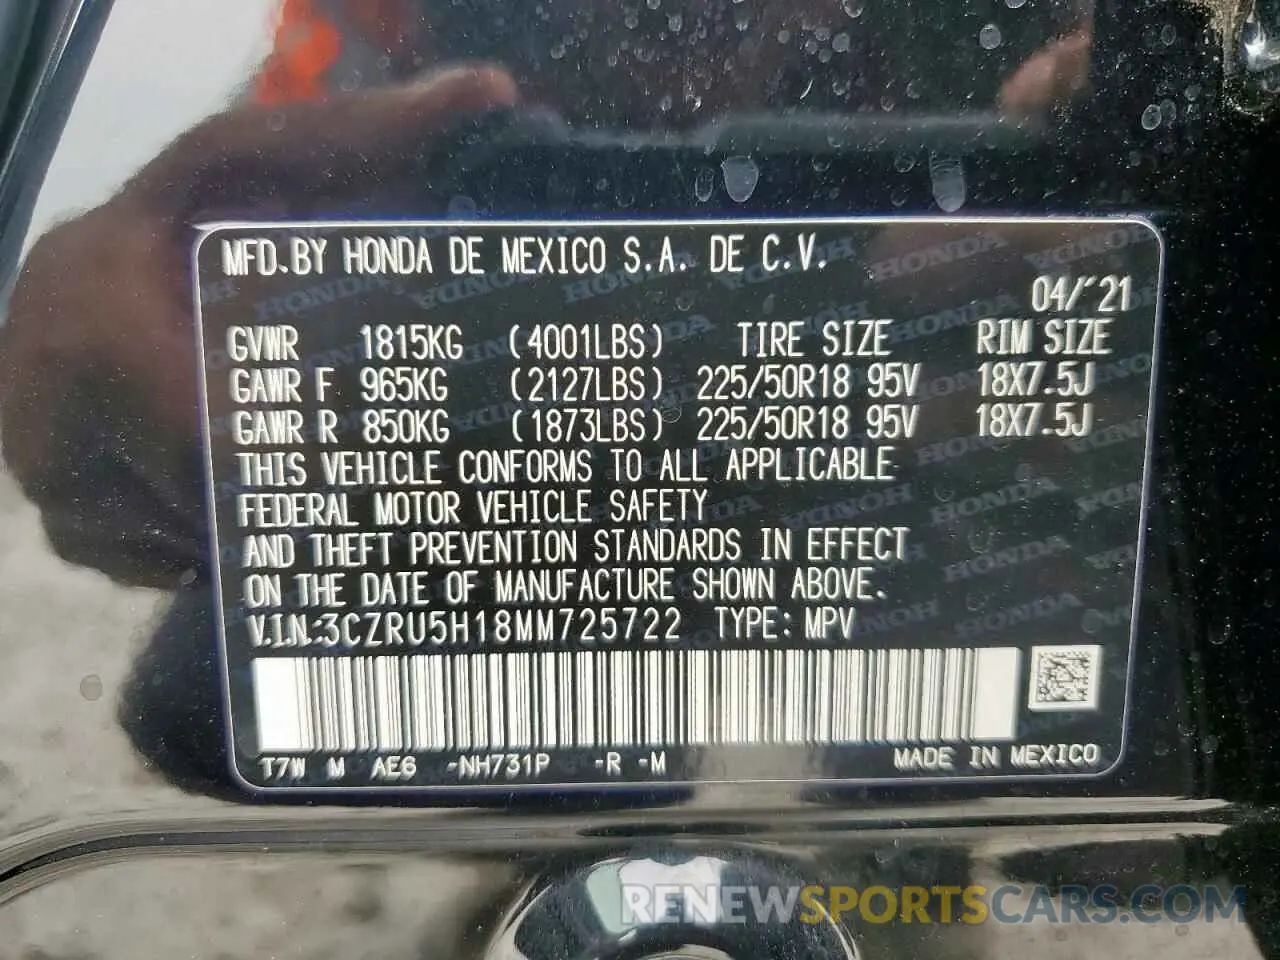 MFD.BY HONDA DE MEXICO S.A. DE C.V.
04/'21
GVWR 1815KG (4001LBS) TIRE SIZE RIM SIZE
GAWR F 965KG (2127LBS) 225/50R18 95V 18X7.5J
GAWR R 850KG (1873LBS) 225/50R18 95V 18X7.5J
THIS VEHICLE CONFORMS TO ALL APPLICABLE
FEDERAL MOTOR VEHICLE SAFETY
AND THEFT PREVENTION STANDARDS IN EFFECT
ON THE DATE OF MANUFACTURE SHOWN ABOVE.
V.I.N.:3CZRU5H18MM725722 TYPE: MPV
T7W M AE6 -NH731P -R -M MADE IN MEXICO
RENEWSPORTSCARS.COM